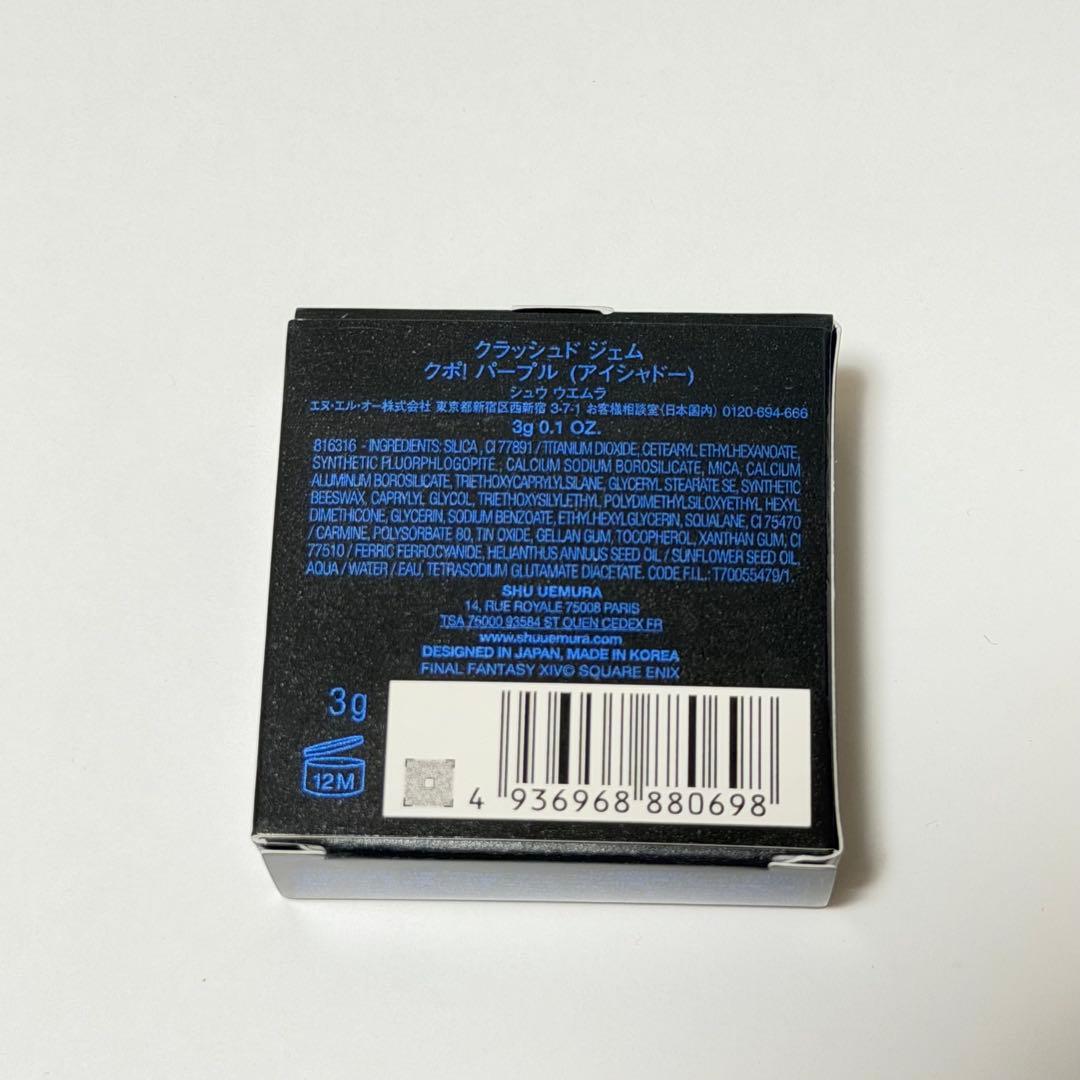 クラッシュド ジェム
クポ! パープル (アイシャドー)
シュウ ウエムラ
エヌ・エル・オー株式会社 東京都新宿区西新宿 3-7-1 お客様相談室(日本国内) 0120-694-666
3g 0.1 OZ.
816316 - INGREDIENTS: SILICA, CI 77891 / TITANIUM DIOXIDE, CETEARYL ETHYLHEXANOATE,
SYNTHETIC FLUORPHLOGOPITE, CALCIUM SODIUM BOROSILICATE, MICA, CALCIUM
ALUMINUM BOROSILICATE, TRIETHOXYCAPRYLYLSILANE, GLYCERYL STEARATE SE, SYNTHETIC
BEESWAX, CAPRYLYL GLYCOL, TRIETHOXYSILYLETHYL POLYDIMETHYLSILOXYETHYL HEXYL
DIMETHICONE, GLYCERIN, SODIUM BENZOATE, ETHYLHEXYLGLYCERIN, SQUALANE, CI 75470
/ CARMINE, POLYSORBATE 80, TIN OXIDE, GELLAN GUM, TOCOPHEROL, XANTHAN GUM, CI
77510 / FERRIC FERROCYANIDE, HELIANTHUS ANNUUS SEED OIL / SUNFLOWER SEED OIL,
AQUA / WATER / EAU, TETRASODIUM GLUTAMATE DIACETATE. CODE F.I.L.: T70055479/1.
SHU UEMURA
14, RUE ROYALE 75008 PARIS
TSA 76000 93584 ST OUEN CEDEX FR
www.shuuemura.com
DESIGNED IN JAPAN, MADE IN KOREA
FINAL FANTASY XIV© SQUARE ENIX
3g
12M
4 936968 880698